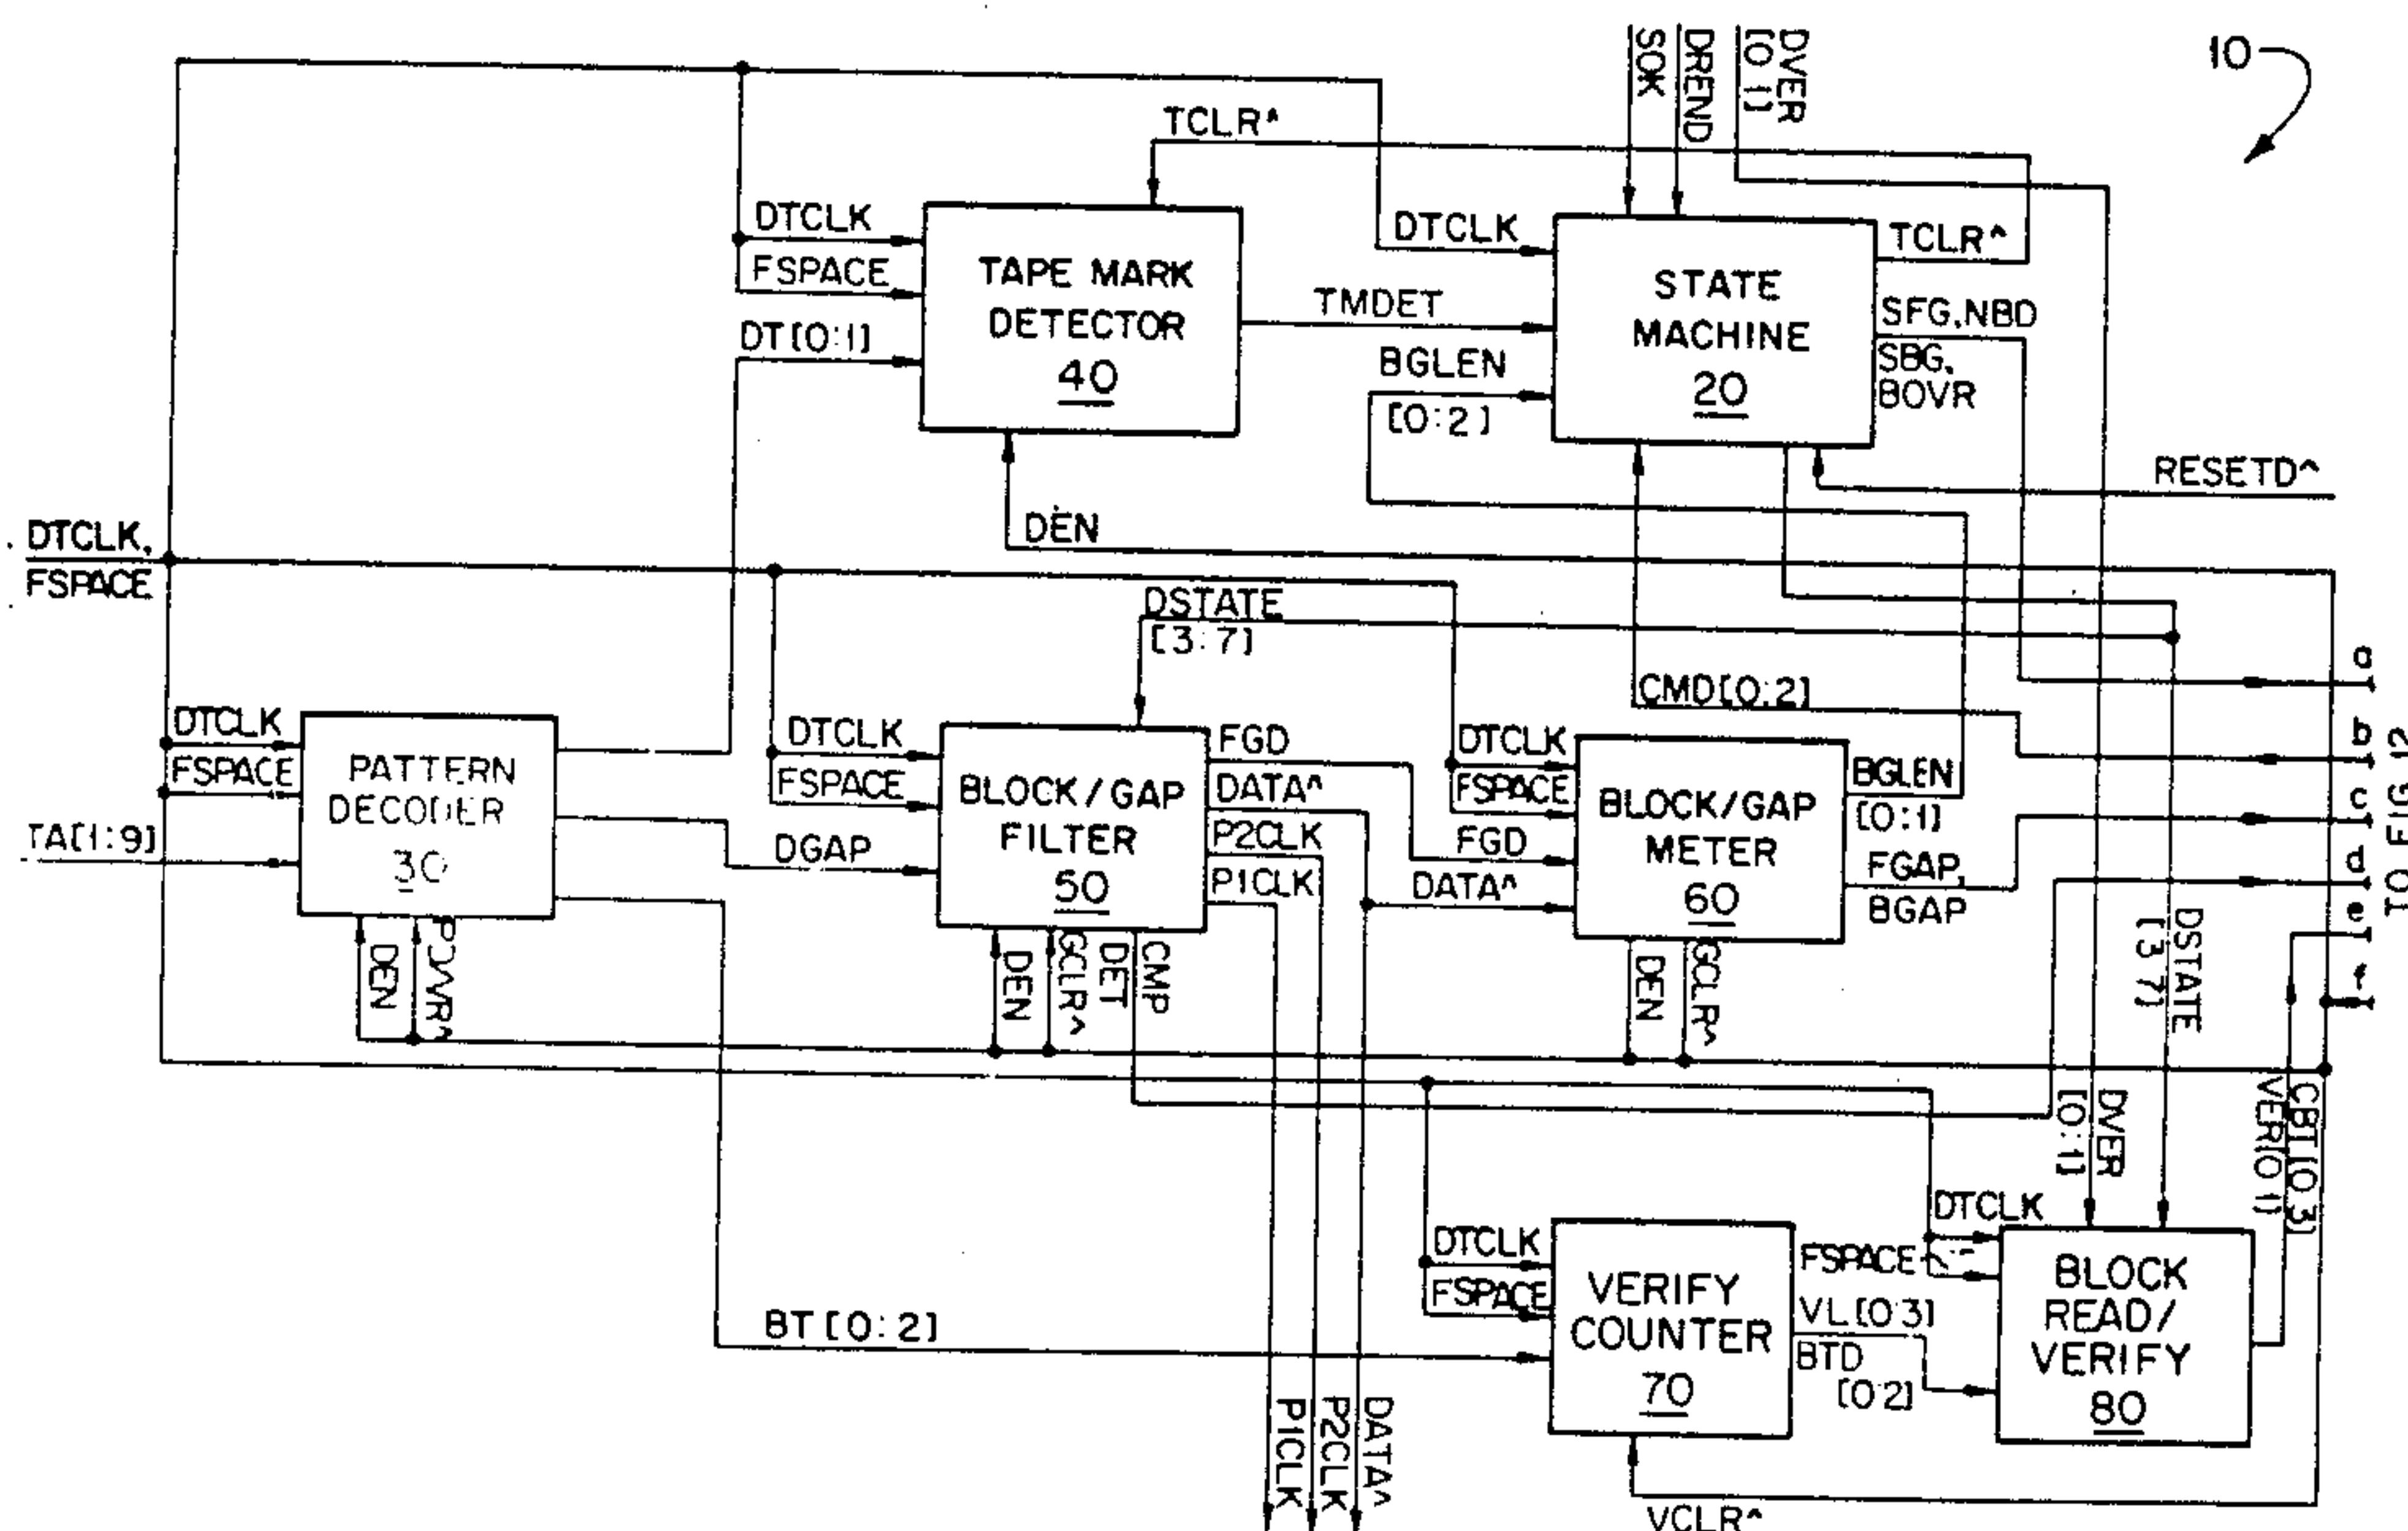 10
SOK
DREND
DVER
[0:1]
TCLR^
DTCLK
FSPACE
DT[0:1]
TAPE MARK
DETECTOR
40
TMDET
DTCLK
BGLEN
[0:2]
STATE
MACHINE
20
TCLR^
SFG,NBD
SBG,
BOVR
RESETD^
DEN
DTCLK,
FSPACE
DSTATE
[3:7]
CMD[0:2]
a
b
c
d
e
f
TO FIG 12
DTCLK
FSPACE
TA[1:9]
PATTERN
DECODER
30
DEN
DGAP
DTCLK
FSPACE
BLOCK/GAP
FILTER
50
FGD
DATA^
P2CLK
P1CLK
DEN
GCLR^
DET
CMP
DTCLK
FSPACE
FGD
DATA^
BLOCK/GAP
METER
60
BGLEN
[0:1]
FGAP,
BGAP
DEN
GCLR^
DSTATE
[3 7]
DVER
[0:1]
CBT[0 3]
BT[0:2]
DTCLK
FSPACE
VERIFY
COUNTER
70
VL[0:3]
BTD
[0:2]
DTCLK
FSPACE
BLOCK
READ/
VERIFY
80
P1CLK
P2CLK
DATA^
VCLR^